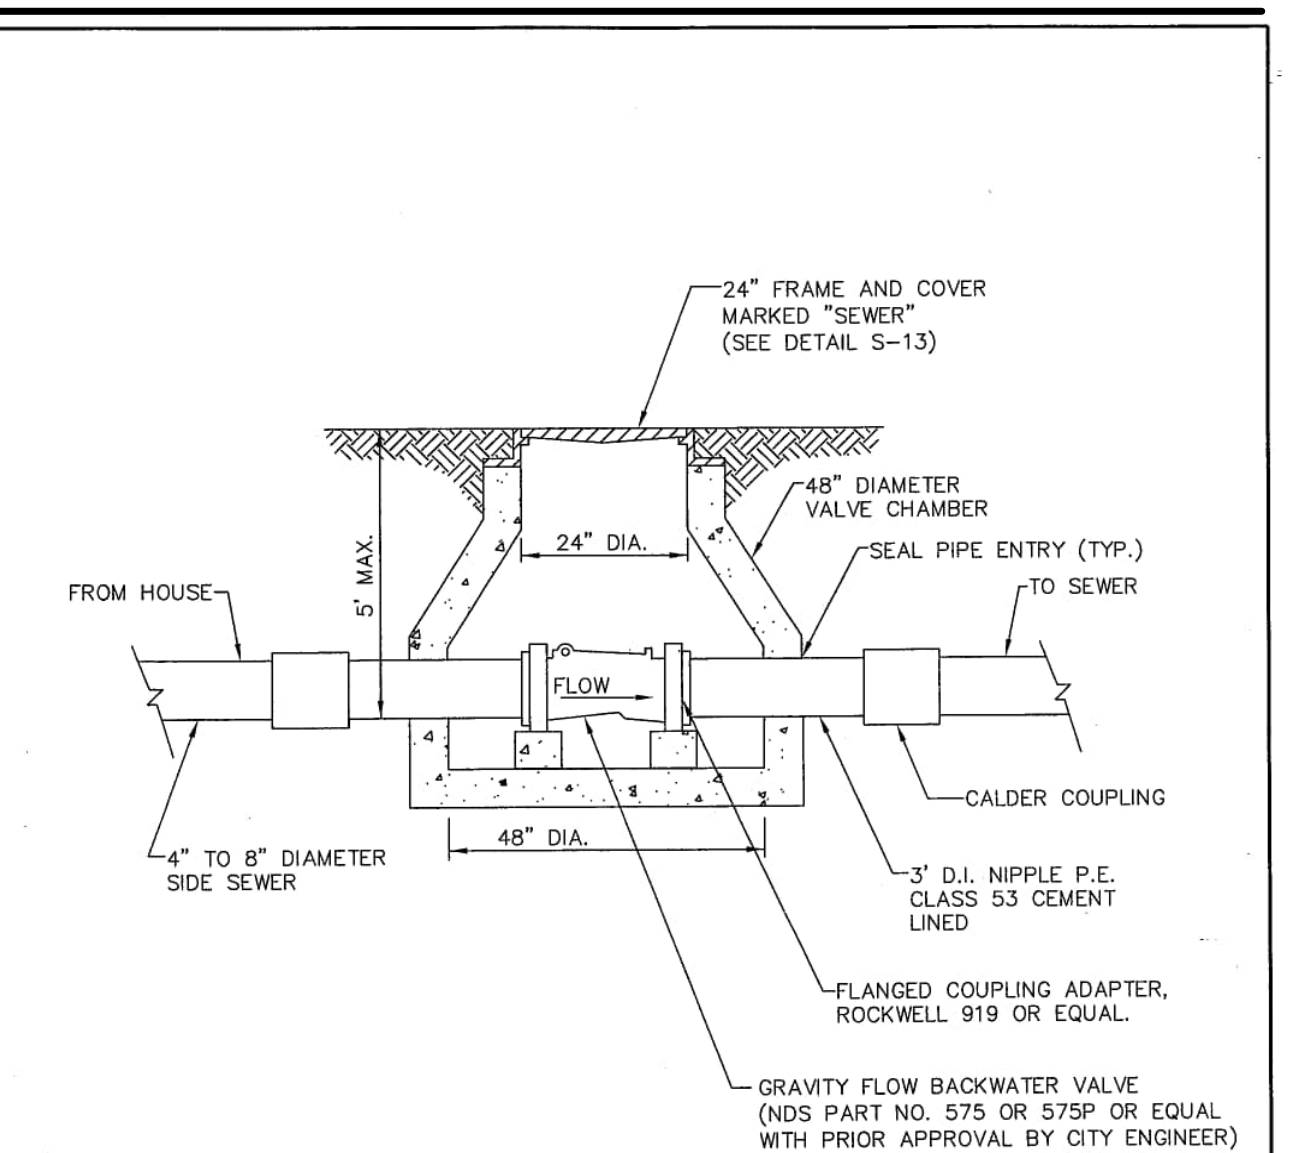 24" FRAME AND COVER
MARKED "SEWER"
(SEE DETAIL S-13)
48" DIAMETER
VALVE CHAMBER
24" DIA.
SEAL PIPE ENTRY (TYP.)
5' MAX.
FROM HOUSE
TO SEWER
FLOW
CALDER COUPLING
48" DIA.
4" TO 8" DIAMETER
SIDE SEWER
3' D.I. NIPPLE P.E.
CLASS 53 CEMENT
LINED
FLANGED COUPLING ADAPTER,
ROCKWELL 919 OR EQUAL.
GRAVITY FLOW BACKWATER VALVE
(NDS PART NO. 575 OR 575P OR EQUAL
WITH PRIOR APPROVAL BY CITY ENGINEER)